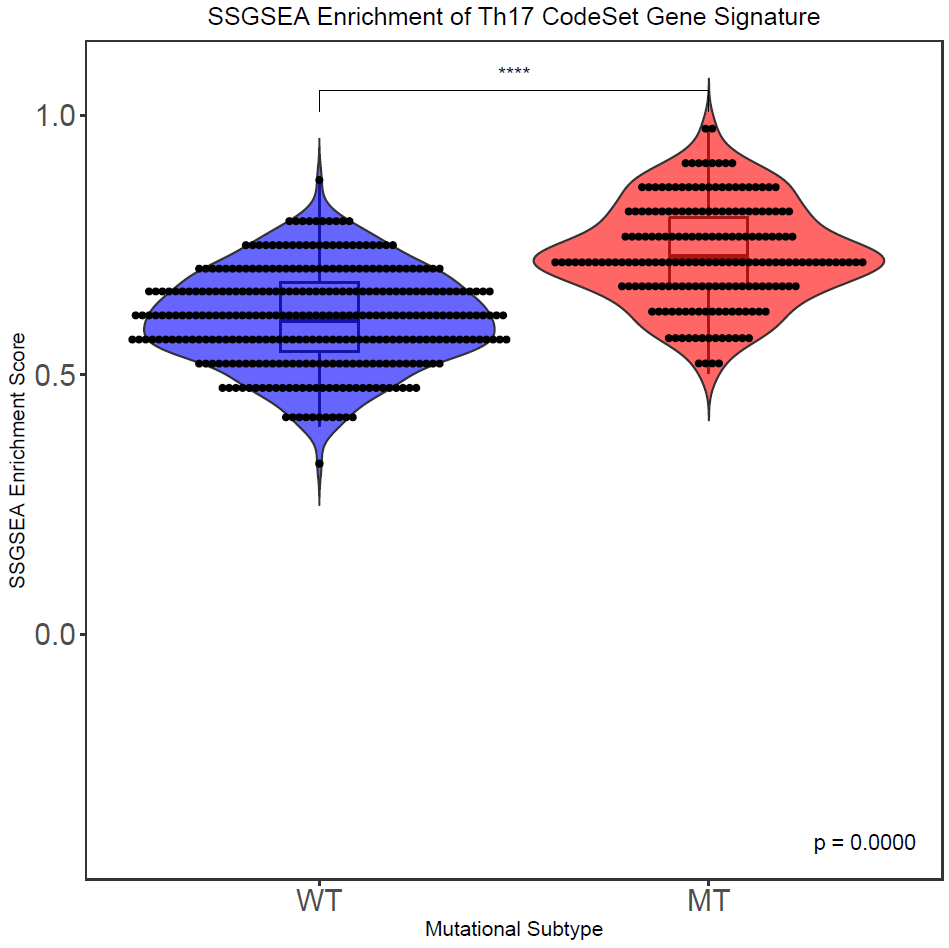 SSGSEA Enrichment of Th17 CodeSet Gene Signature
****
1.0
0.5
0.0
SSGSEA Enrichment Score
p = 0.0000
WT
MT
Mutational Subtype